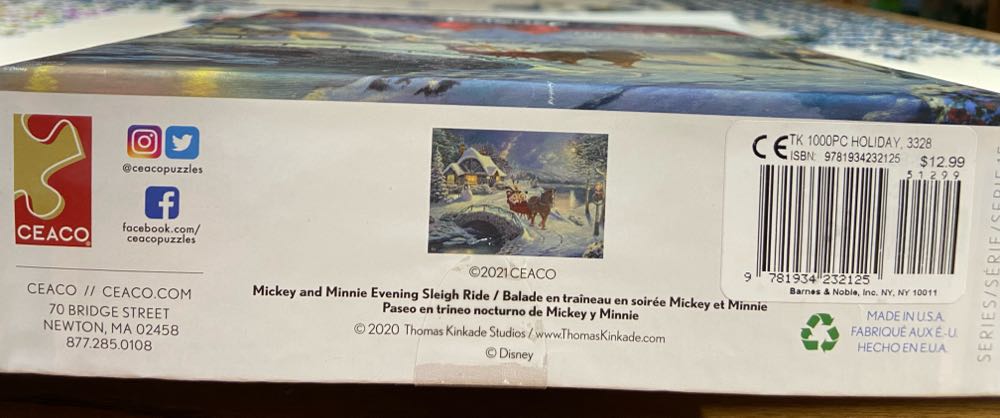 Disney
CEACO
@ceacopuzzles
facebook.com/
ceacopuzzles
CEACO // CEACO.COM
70 BRIDGE STREET
NEWTON, MA 02458
877.285.0108
©2021 CEACO
Mickey and Minnie Evening Sleigh Ride / Balade en traîneau en soirée Mickey et Minnie
Paseo en trineo nocturno de Mickey y Minnie
© 2020 Thomas Kinkade Studios / www.ThomasKinkade.com
© Disney
CE TK 1000PC HOLIDAY, 3328
ISBN: 9781934232125 $12.99
51299
9 781934 232125
Barnes & Noble, Inc. NY, NY 10011
MADE IN U.S.A.
FABRIQUÉ AUX É.-U.
HECHO EN E.U.A.
SERIES/SÉRIE/SERIE